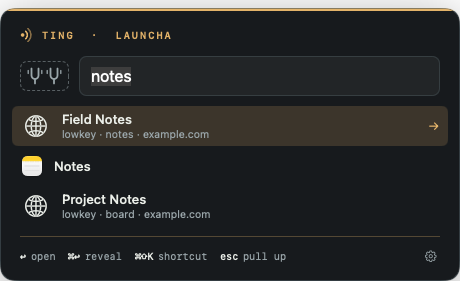 TING · LAUNCHA
notes
Field Notes
lowkey · notes · example.com
→
Notes
Project Notes
lowkey · board · example.com
↩ open ⌘↩ reveal ⌘⇧K shortcut esc pull up